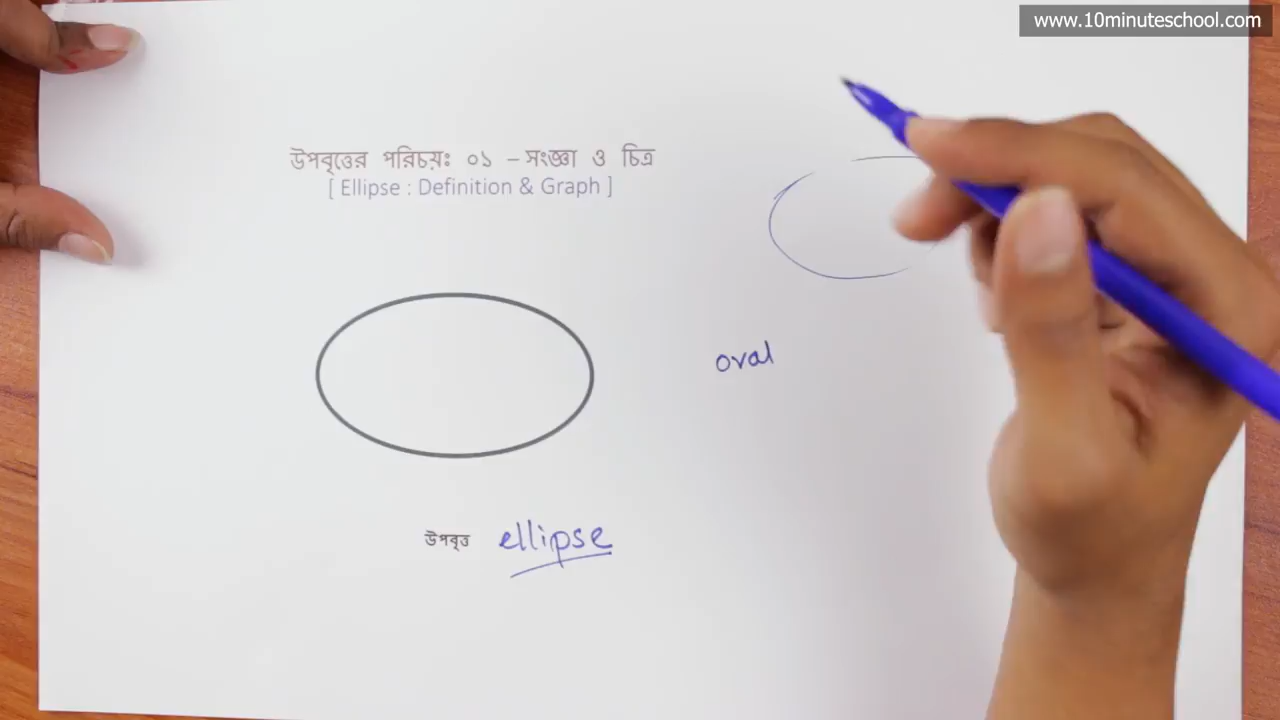 www.10minuteschool.com
উপবৃত্তের পরিচয়ঃ ০১ – সংজ্ঞা ও চিত্র
[ Ellipse : Definition & Graph ]
oval
উপবৃত্ত ellipse